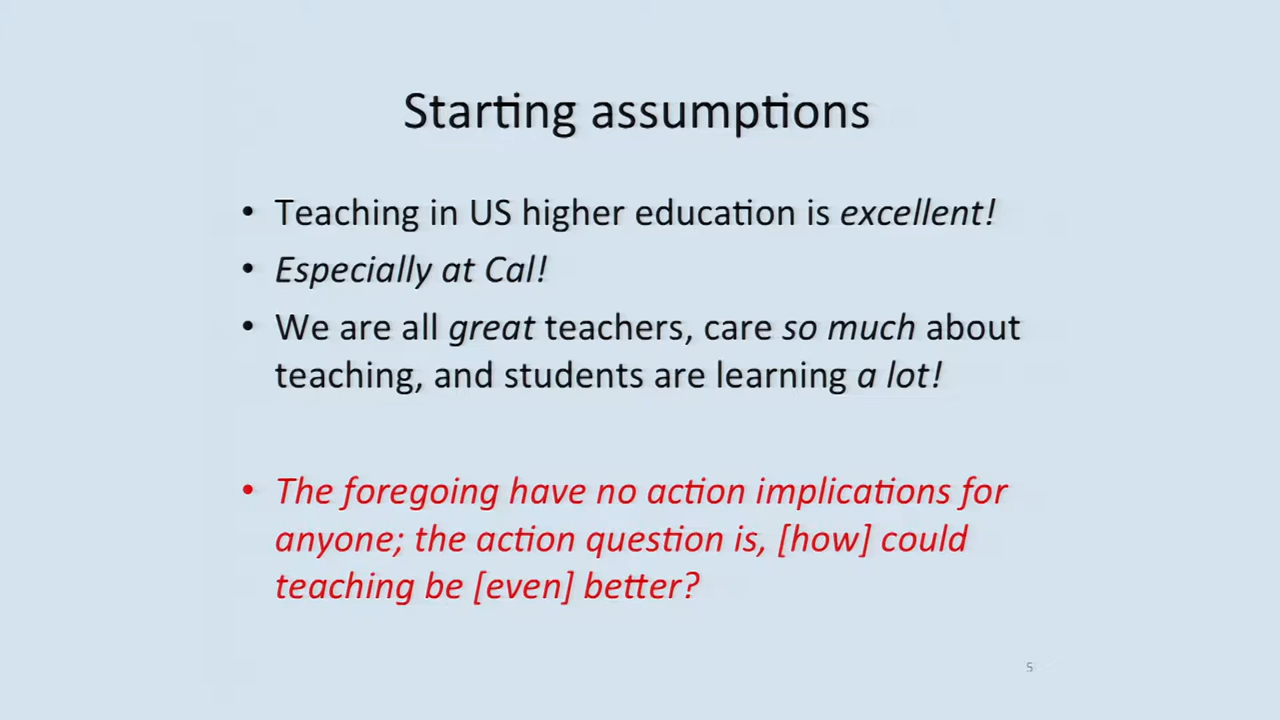 Starting assumptions
• Teaching in US higher education is excellent!
• Especially at Cal!
• We are all great teachers, care so much about
teaching, and students are learning a lot!
• The foregoing have no action implications for
anyone; the action question is, [how] could
teaching be [even] better?
5